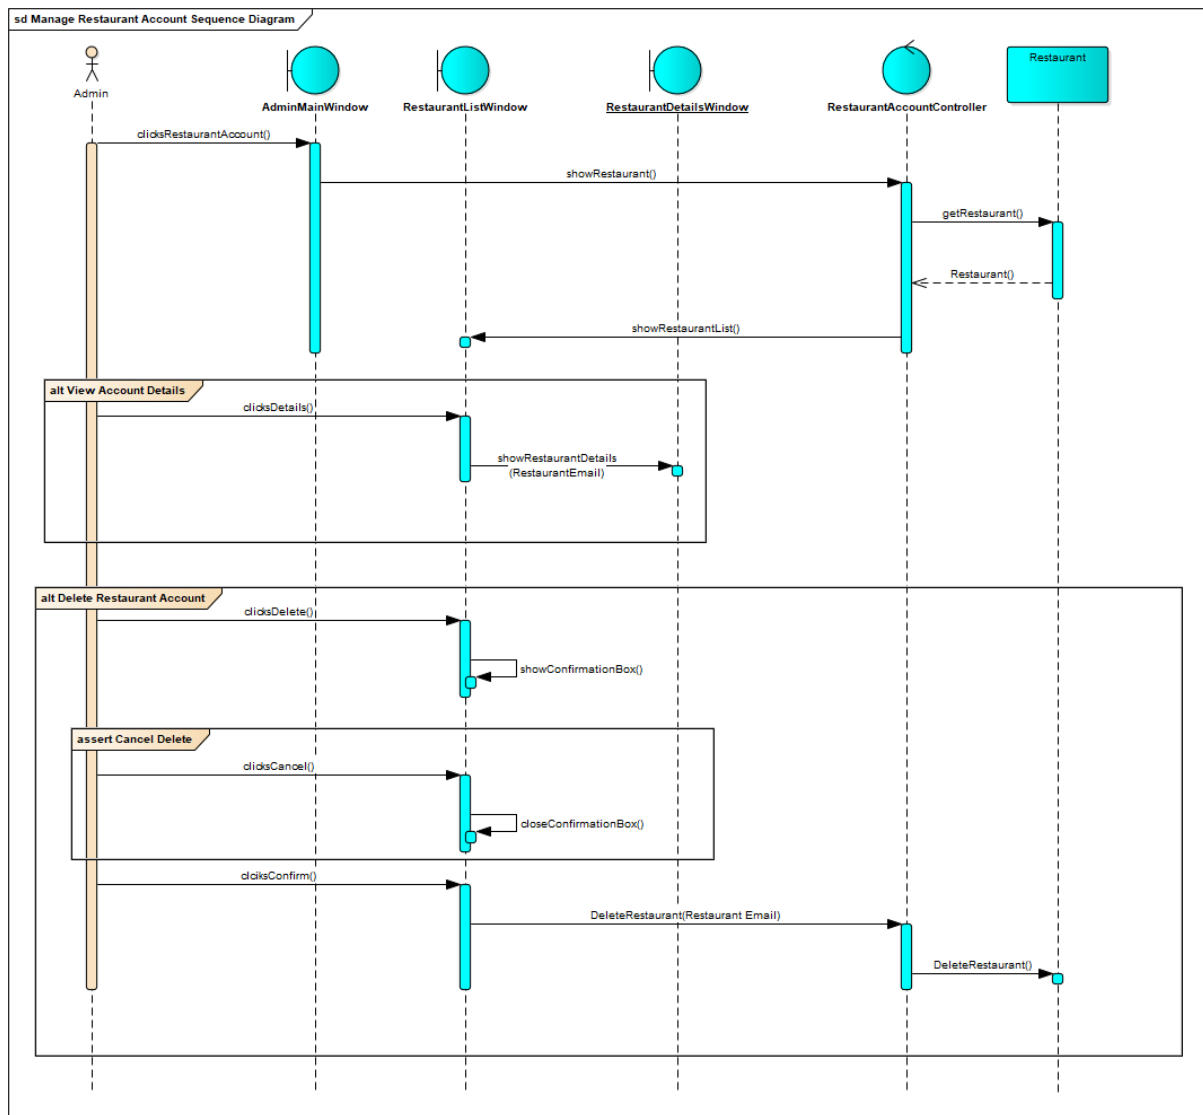 sd Manage Restaurant Account Sequence Diagram
Admin
AdminMainWindow
RestaurantListWindow
RestaurantDetailsWindow
RestaurantAccountController
Restaurant
clicksRestaurantAccount()
showRestaurant()
getRestaurant()
Restaurant()
showRestaurantList()
alt View Account Details
clicksDetails()
showRestaurantDetails
(RestaurantEmail)
alt Delete Restaurant Account
clicksDelete()
showConfirmationBox()
assert Cancel Delete
clicksCancel()
closeConfirmationBox()
clciksConfirm()
DeleteRestaurant(Restaurant Email)
DeleteRestaurant()